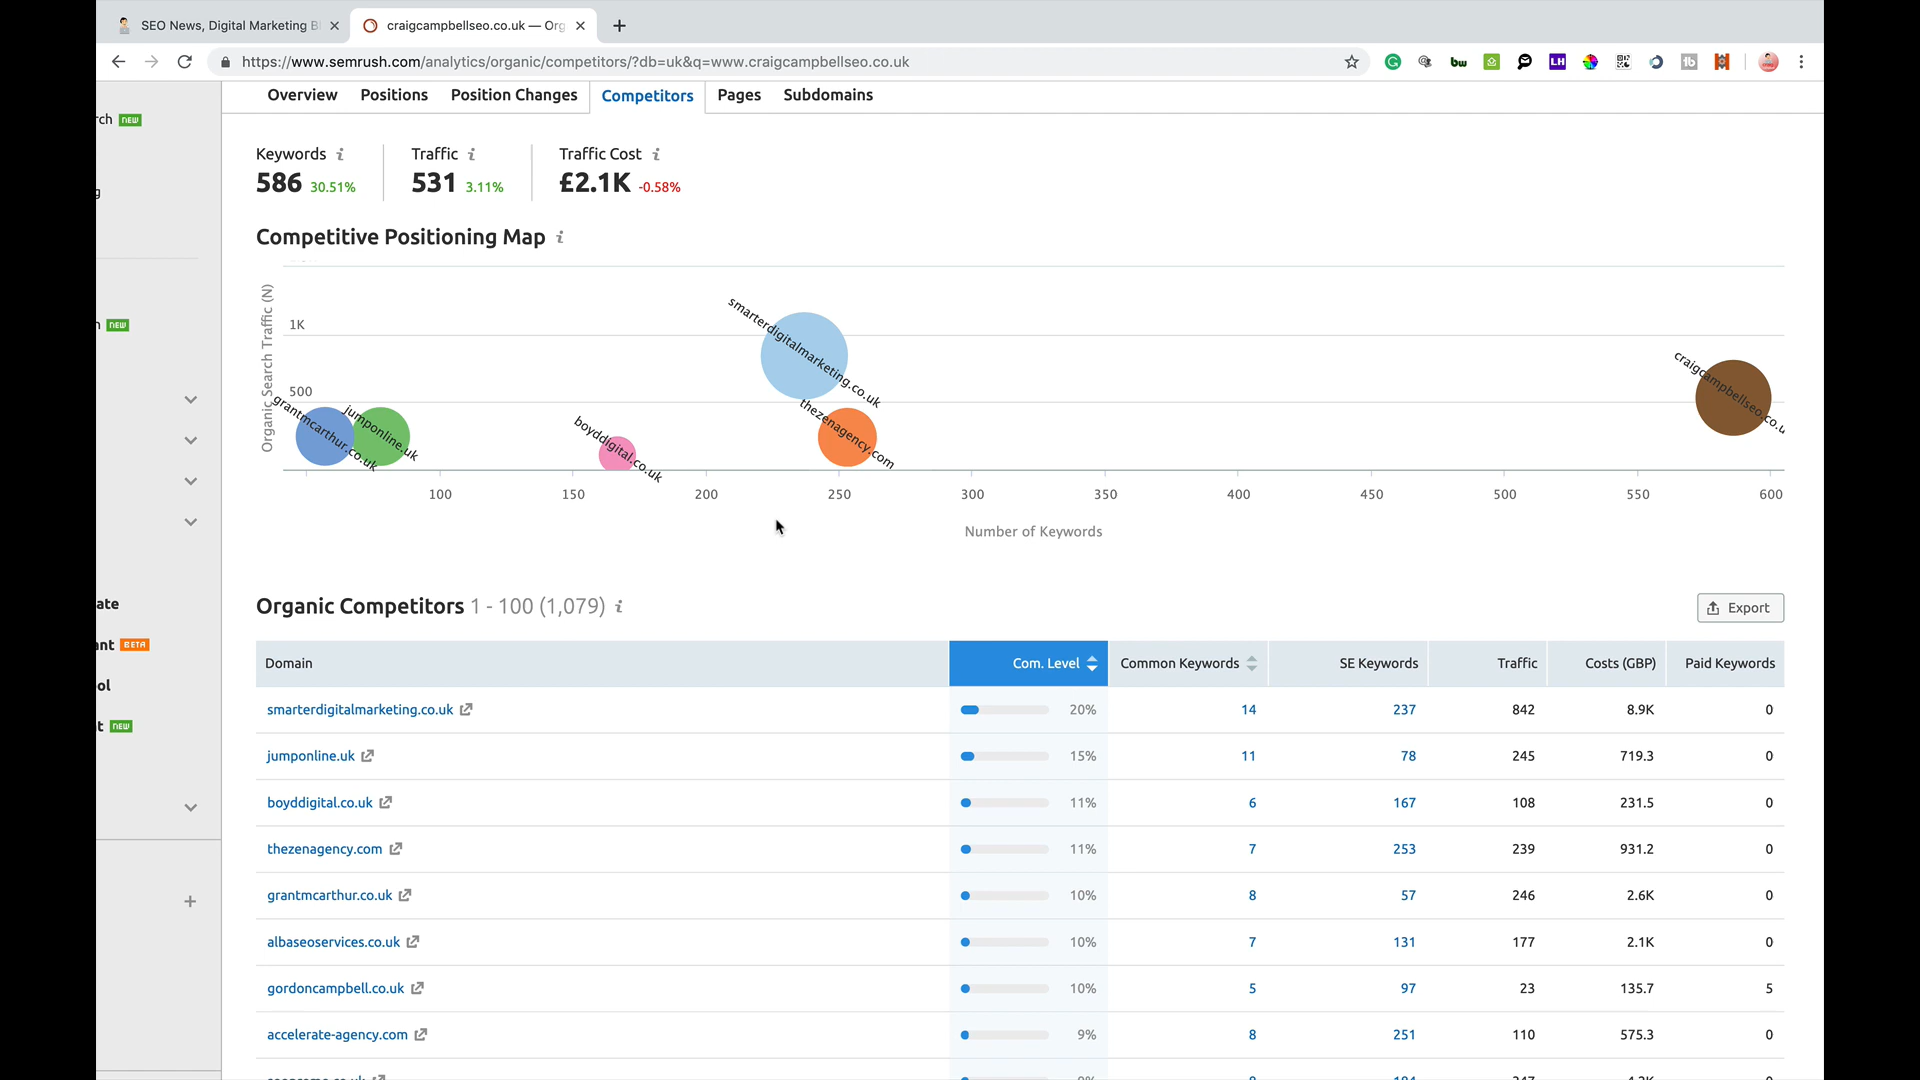 SEO News, Digital Marketing B
craigcampbellseo.co.uk — Org
https://www.semrush.com/analytics/organic/competitors/?db=uk&q=www.craigcampbellseo.co.uk
bw LH
Overview Positions Position Changes Competitors Pages Subdomains
rch NEW
Keywords i Traffic i Traffic Cost i
586 30.51% 531 3.11% £2.1K -0.58%
g
Competitive Positioning Map i
Organic Search Traffic (N)
1K
500
smarterdigitalmarketing.co.uk
craigcampbellseo.co.u
grantmcarthur.co.uk
jumponline.uk
boyddigital.co.uk
thezenagency.com
n NEW
100 150 200 250 300 350 400 450 500 550 600
Number of Keywords
ate
ant BETA
ol
t NEW
Organic Competitors 1 - 100 (1,079) i
Export
Domain Com. Level Common Keywords SE Keywords Traffic Costs (GBP) Paid Keywords
smarterdigitalmarketing.co.uk 20% 14 237 842 8.9K 0
jumponline.uk 15% 11 78 245 719.3 0
boyddigital.co.uk 11% 6 167 108 231.5 0
thezenagency.com 11% 7 253 239 931.2 0
grantmcarthur.co.uk 10% 8 57 246 2.6K 0
albaseoservices.co.uk 10% 7 131 177 2.1K 0
gordoncampbell.co.uk 10% 5 97 23 135.7 5
accelerate-agency.com 9% 8 251 110 575.3 0